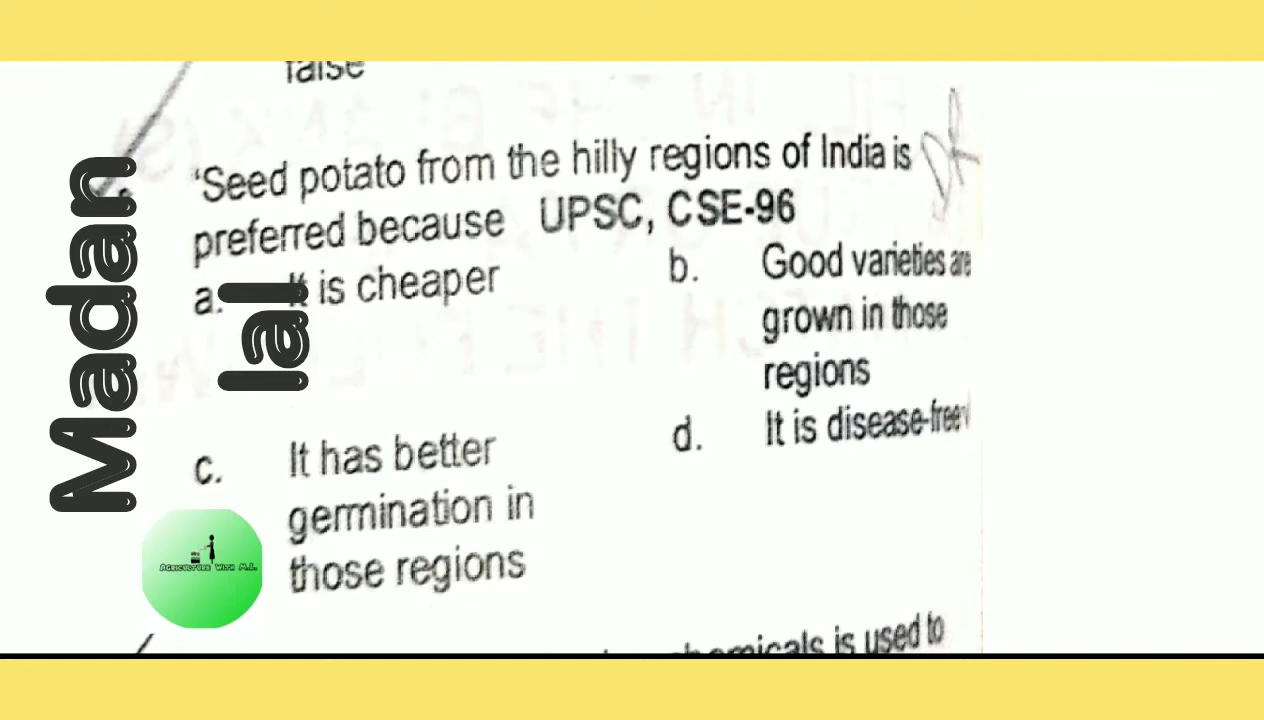 false
'Seed potato from the hilly regions of India is
preferred because UPSC, CSE-96
a. It is cheaper
b. Good varieties are
grown in those
regions
c. It has better
germination in
those regions
d. It is disease-free
chemicals is used to
Madan
lal
AGRICULTURE WITH M.L.